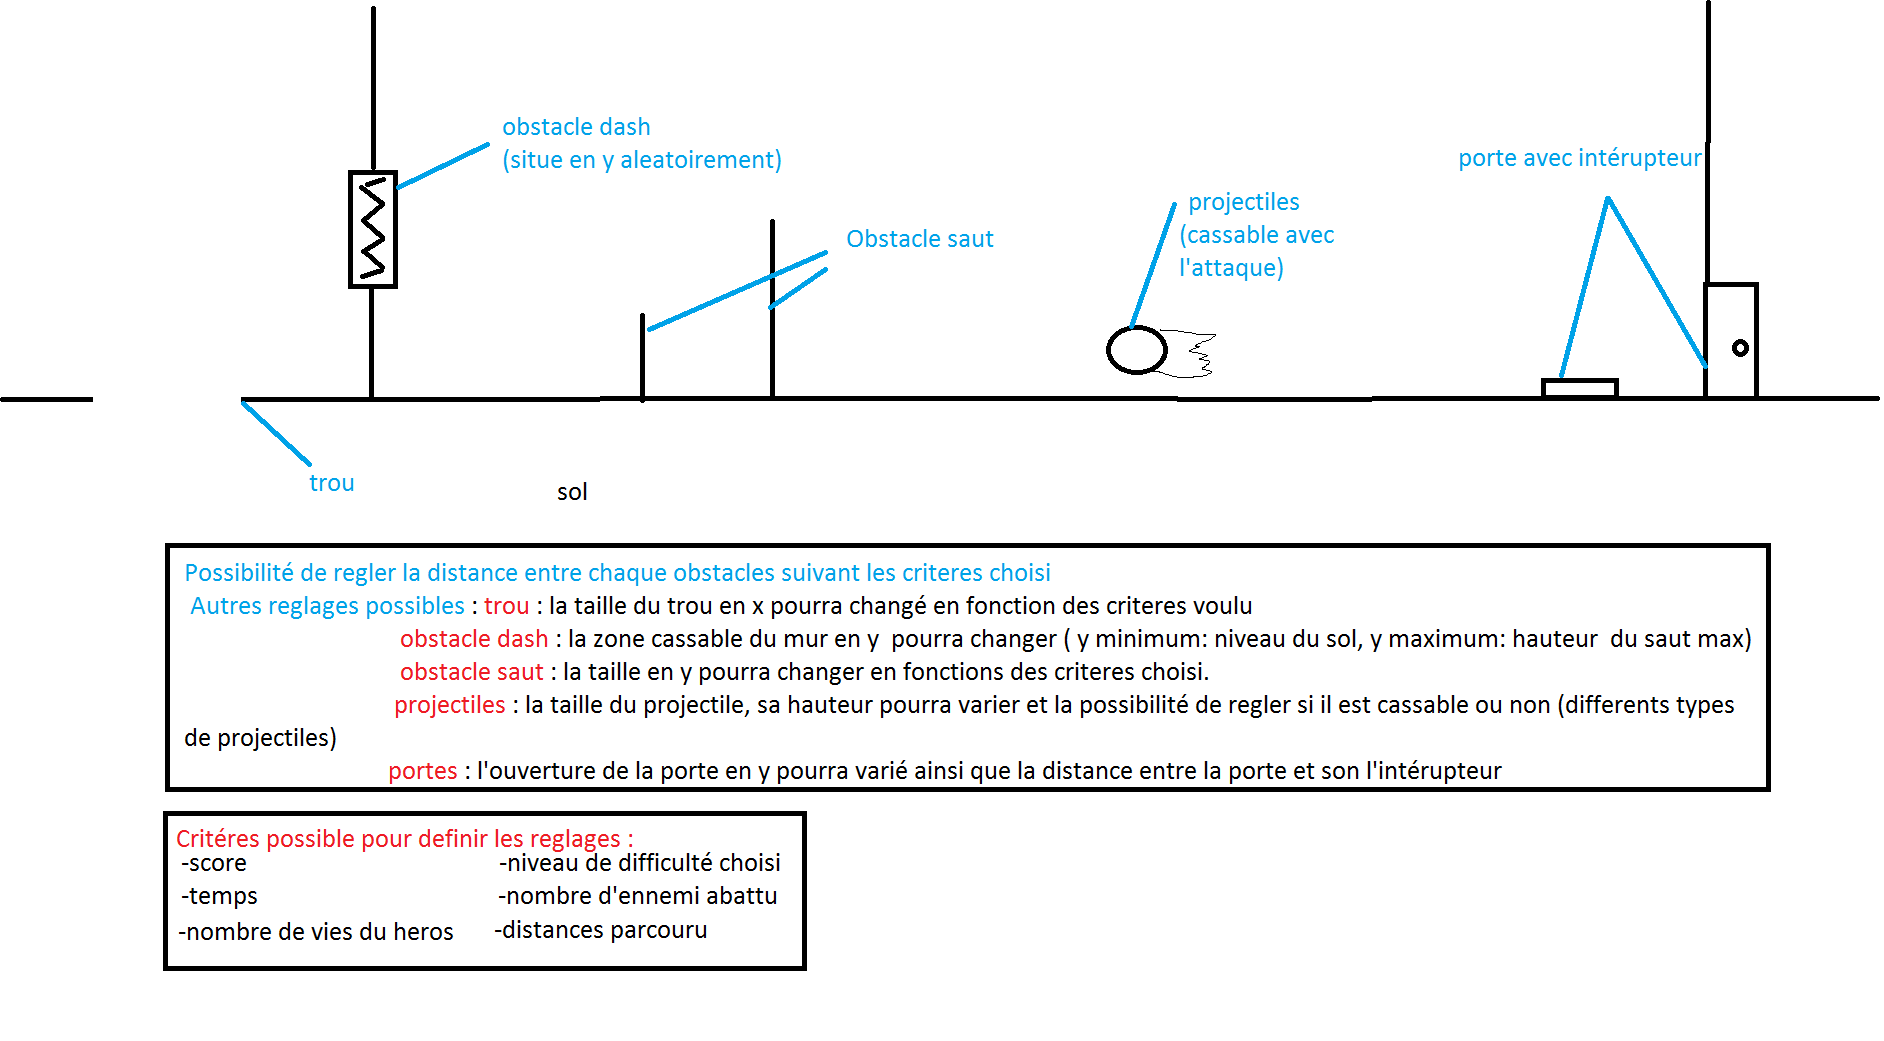 obstacle dash
(situe en y aleatoirement)
porte avec intérupteur
projectiles
(cassable avec
l'attaque)
Obstacle saut
trou
sol
Possibilité de regler la distance entre chaque obstacles suivant les criteres choisi
Autres reglages possibles : trou : la taille du trou en x pourra changé en fonction des criteres voulu
obstacle dash : la zone cassable du mur en y pourra changer ( y minimum: niveau du sol, y maximum: hauteur du saut max)
obstacle saut : la taille en y pourra changer en fonctions des criteres choisi.
projectiles : la taille du projectile, sa hauteur pourra varier et la possibilité de regler si il est cassable ou non (differents types
de projectiles)
portes : l'ouverture de la porte en y pourra varié ainsi que la distance entre la porte et son l'intérupteur
Critéres possible pour definir les reglages :
-score
-niveau de difficulté choisi
-temps
-nombre d'ennemi abattu
-nombre de vies du heros
-distances parcouru